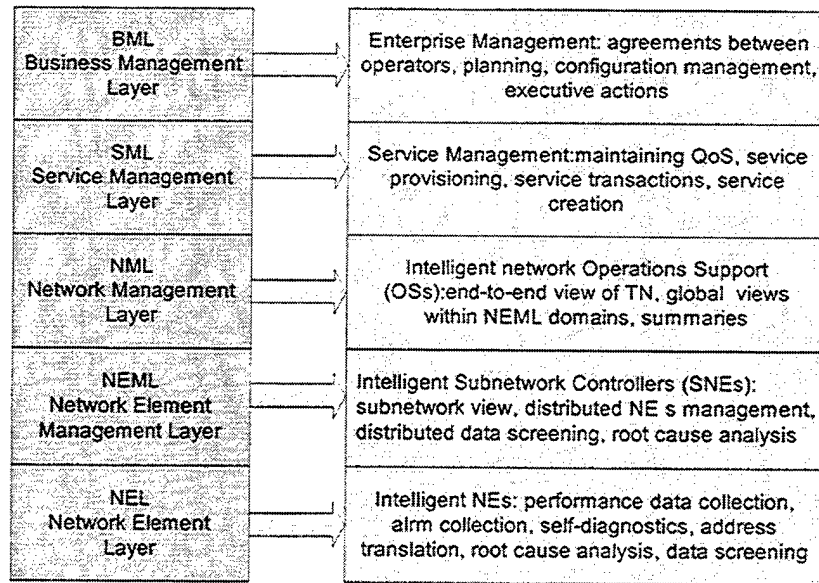 BML
Business Management
Layer
Enterprise Management: agreements between
operators, planning, configuration management,
executive actions
SML
Service Management
Layer
Service Management:maintaining QoS, sevice
provisioning, service transactions, service
creation
NML
Network Management
Layer
Intelligent network Operations Support
(OSs):end-to-end view of TN, global views
within NEML domains, summaries
NEML
Network Element
Management Layer
Intelligent Subnetwork Controllers (SNEs):
subnetwork view, distributed NE s management,
distributed data screening, root cause analysis
NEL
Network Element
Layer
Intelligent NEs: performance data collection,
alrm collection, self-diagnostics, address
translation, root cause analysis, data screening